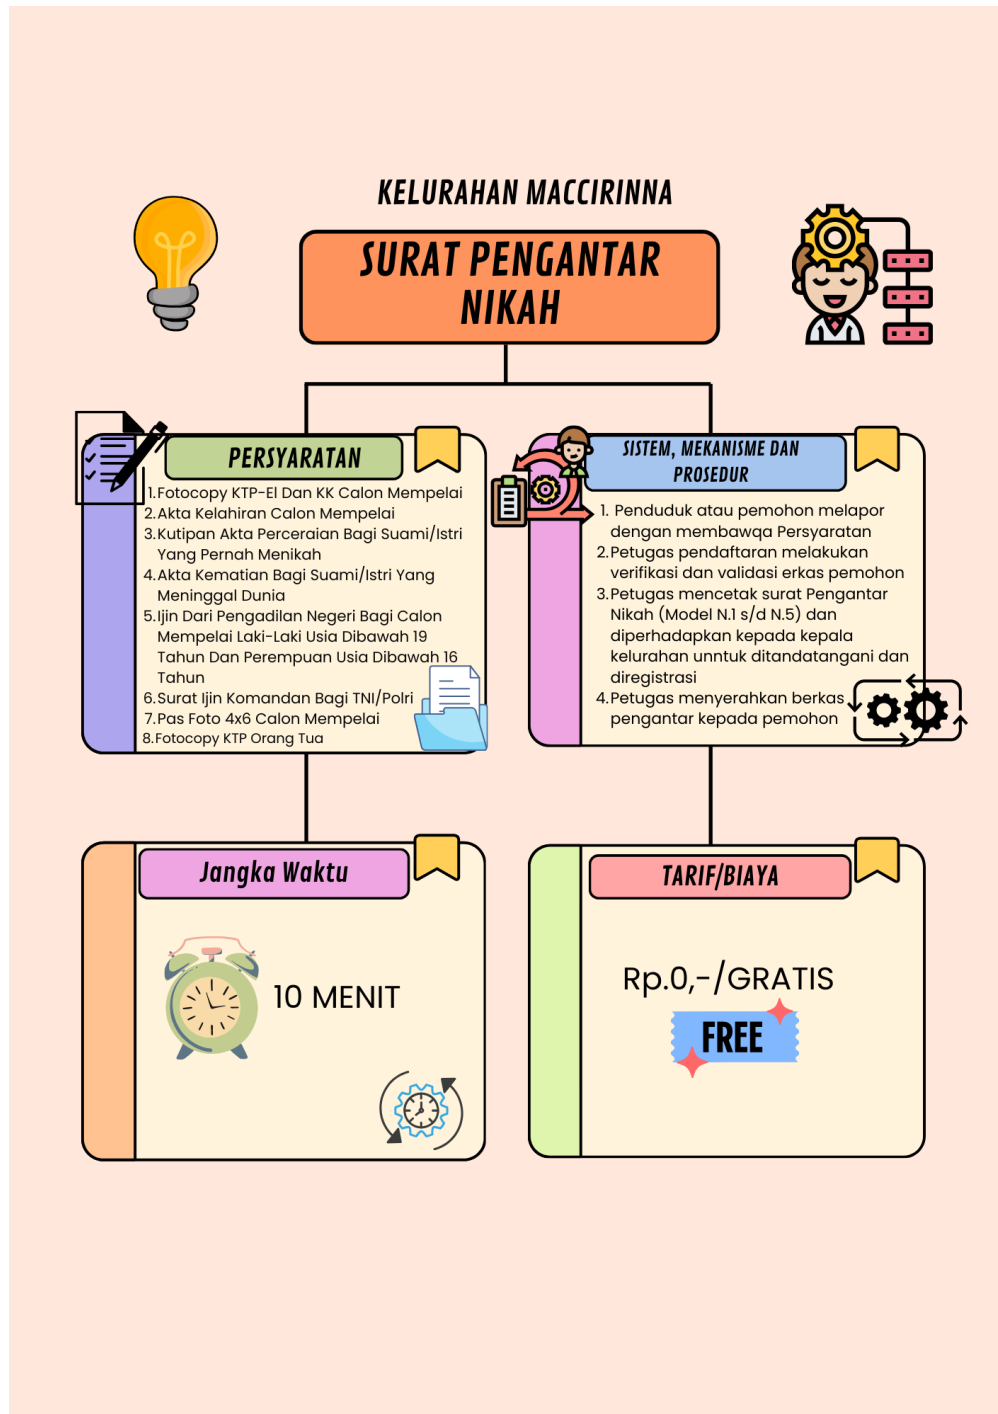 KELURAHAN MACCIRINNA
SURAT PENGANTAR
NIKAH
PERSYARATAN
1.Fotocopy KTP-El Dan KK Calon Mempelai
2.Akta Kelahiran Calon Mempelai
3.Kutipan Akta Perceraian Bagi Suami/Istri
Yang Pernah Menikah
4.Akta Kematian Bagi Suami/Istri Yang
Meninggal Dunia
5.Ijin Dari Pengadilan Negeri Bagi Calon
Mempelai Laki-Laki Usia Dibawah 19
Tahun Dan Perempuan Usia Dibawah 16
Tahun
6.Surat Ijin Komandan Bagi TNI/Polri
7.Pas Foto 4x6 Calon Mempelai
8.Fotocopy KTP Orang Tua
SISTEM, MEKANISME DAN
PROSEDUR
1. Penduduk atau pemohon melapor
dengan membawqa Persyaratan
2.Petugas pendaftaran melakukan
verifikasi dan validasi erkas pemohon
3.Petugas mencetak surat Pengantar
Nikah (Model N.1 s/d N.5) dan
diperhadapkan kepada kepala
kelurahan unntuk ditandatangani dan
diregistrasi
4.Petugas menyerahkan berkas
pengantar kepada pemohon
Jangka Waktu
10 MENIT
TARIF/BIAYA
Rp.0,-/GRATIS
FREE